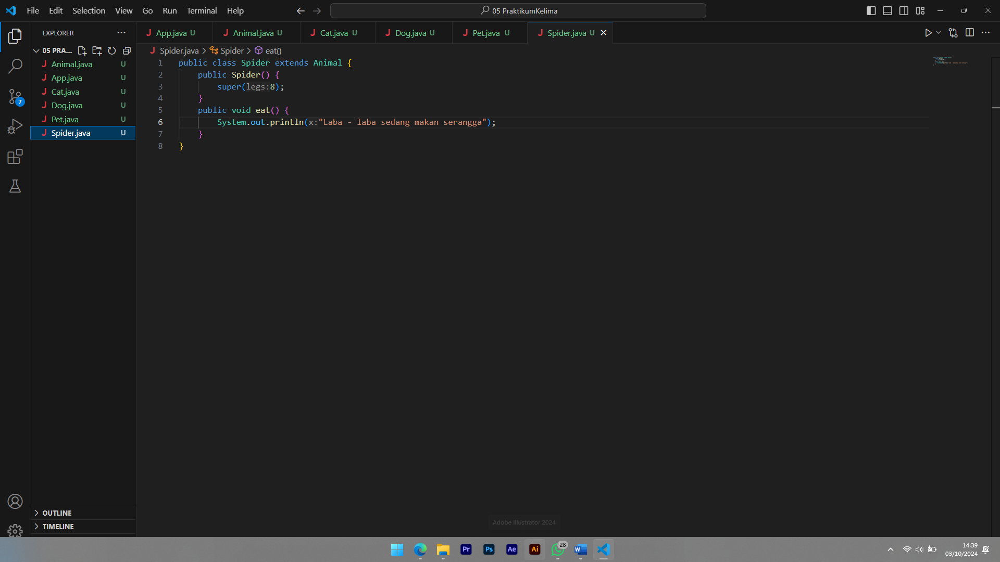 File Edit Selection View Go Run Terminal Help
05 PraktikumKelima
EXPLORER
App.java U
Animal.java U
Cat.java U
Dog.java U
Pet.java U
Spider.java U
05 PRA...
Animal.java U
App.java U
Cat.java U
Dog.java U
Pet.java U
Spider.java U
7
Spider.java > Spider > eat()
1 public class Spider extends Animal {
2 public Spider() {
3 super(legs:8);
4 }
5 public void eat() {
6 System.out.println(x:"Laba - laba sedang makan serangga");
7 }
8 }
OUTLINE
TIMELINE
Adobe Illustrator 2024
Pr
Ps
Ae
Ai
28
W
14:39
03/10/2024